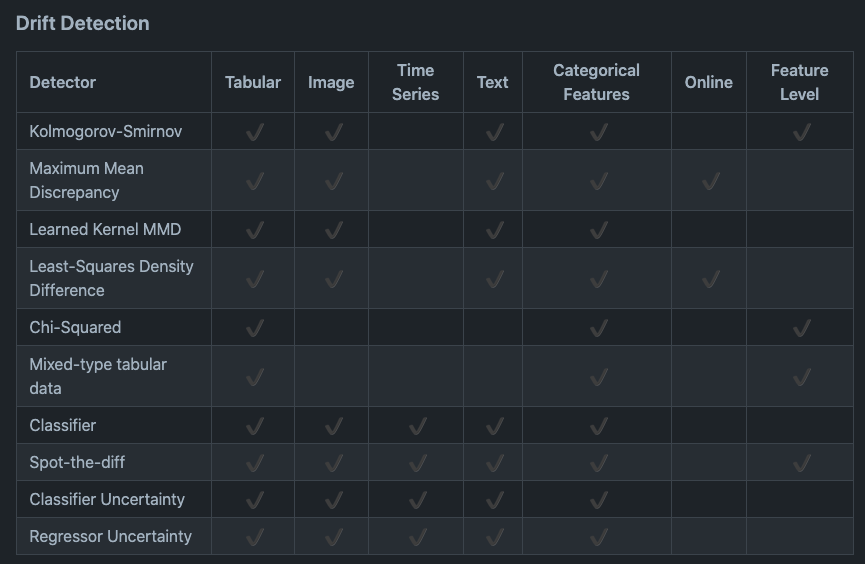 Drift Detection
Detector Tabular Image Time Series Text Categorical Features Online Feature Level
Kolmogorov-Smirnov ✔ ✔ ✔ ✔ ✔
Maximum Mean Discrepancy ✔ ✔ ✔ ✔ ✔
Learned Kernel MMD ✔ ✔ ✔ ✔
Least-Squares Density Difference ✔ ✔ ✔ ✔ ✔
Chi-Squared ✔ ✔ ✔
Mixed-type tabular data ✔ ✔ ✔
Classifier ✔ ✔ ✔ ✔ ✔
Spot-the-diff ✔ ✔ ✔ ✔ ✔ ✔
Classifier Uncertainty ✔ ✔ ✔ ✔ ✔
Regressor Uncertainty ✔ ✔ ✔ ✔ ✔